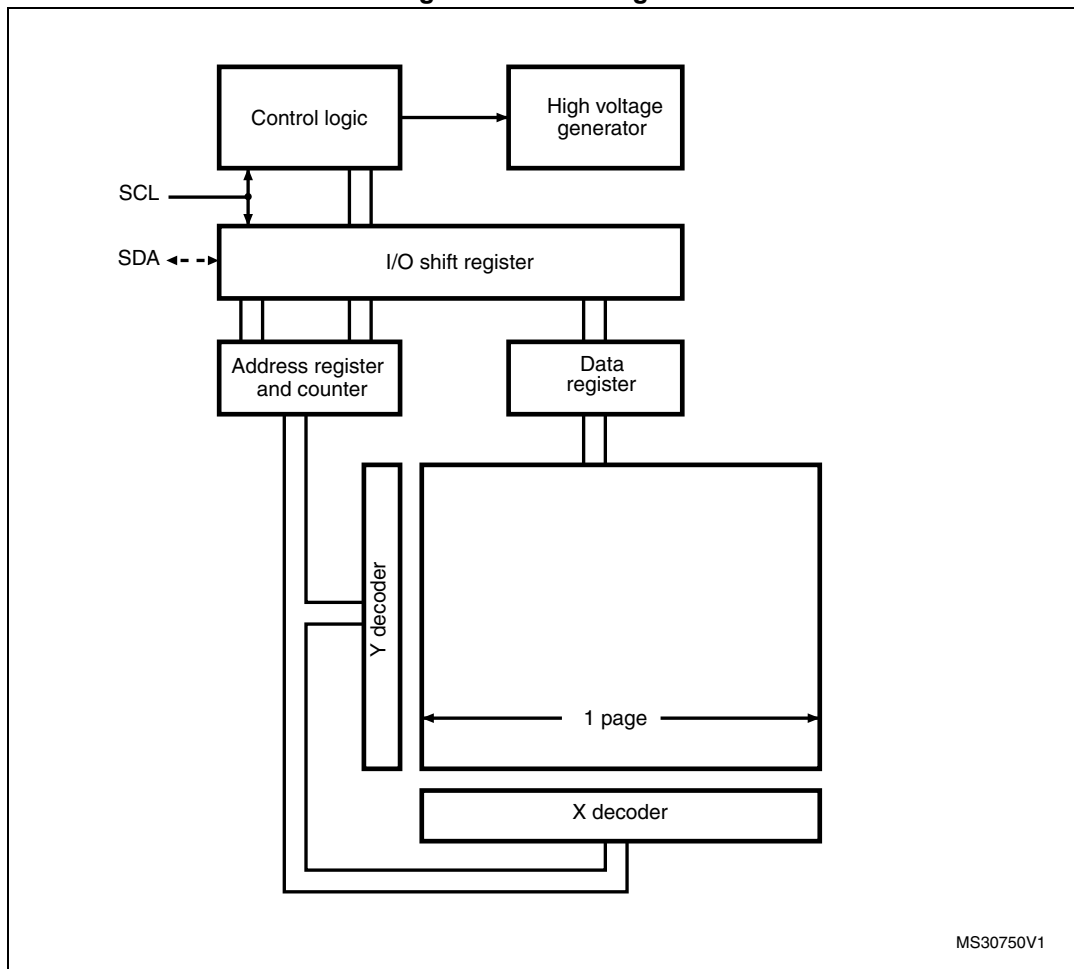 Control logic
High voltage
generator
SCL
SDA
I/O shift register
Address register
and counter
Data
register
Y decoder
1 page
X decoder
MS30750V1